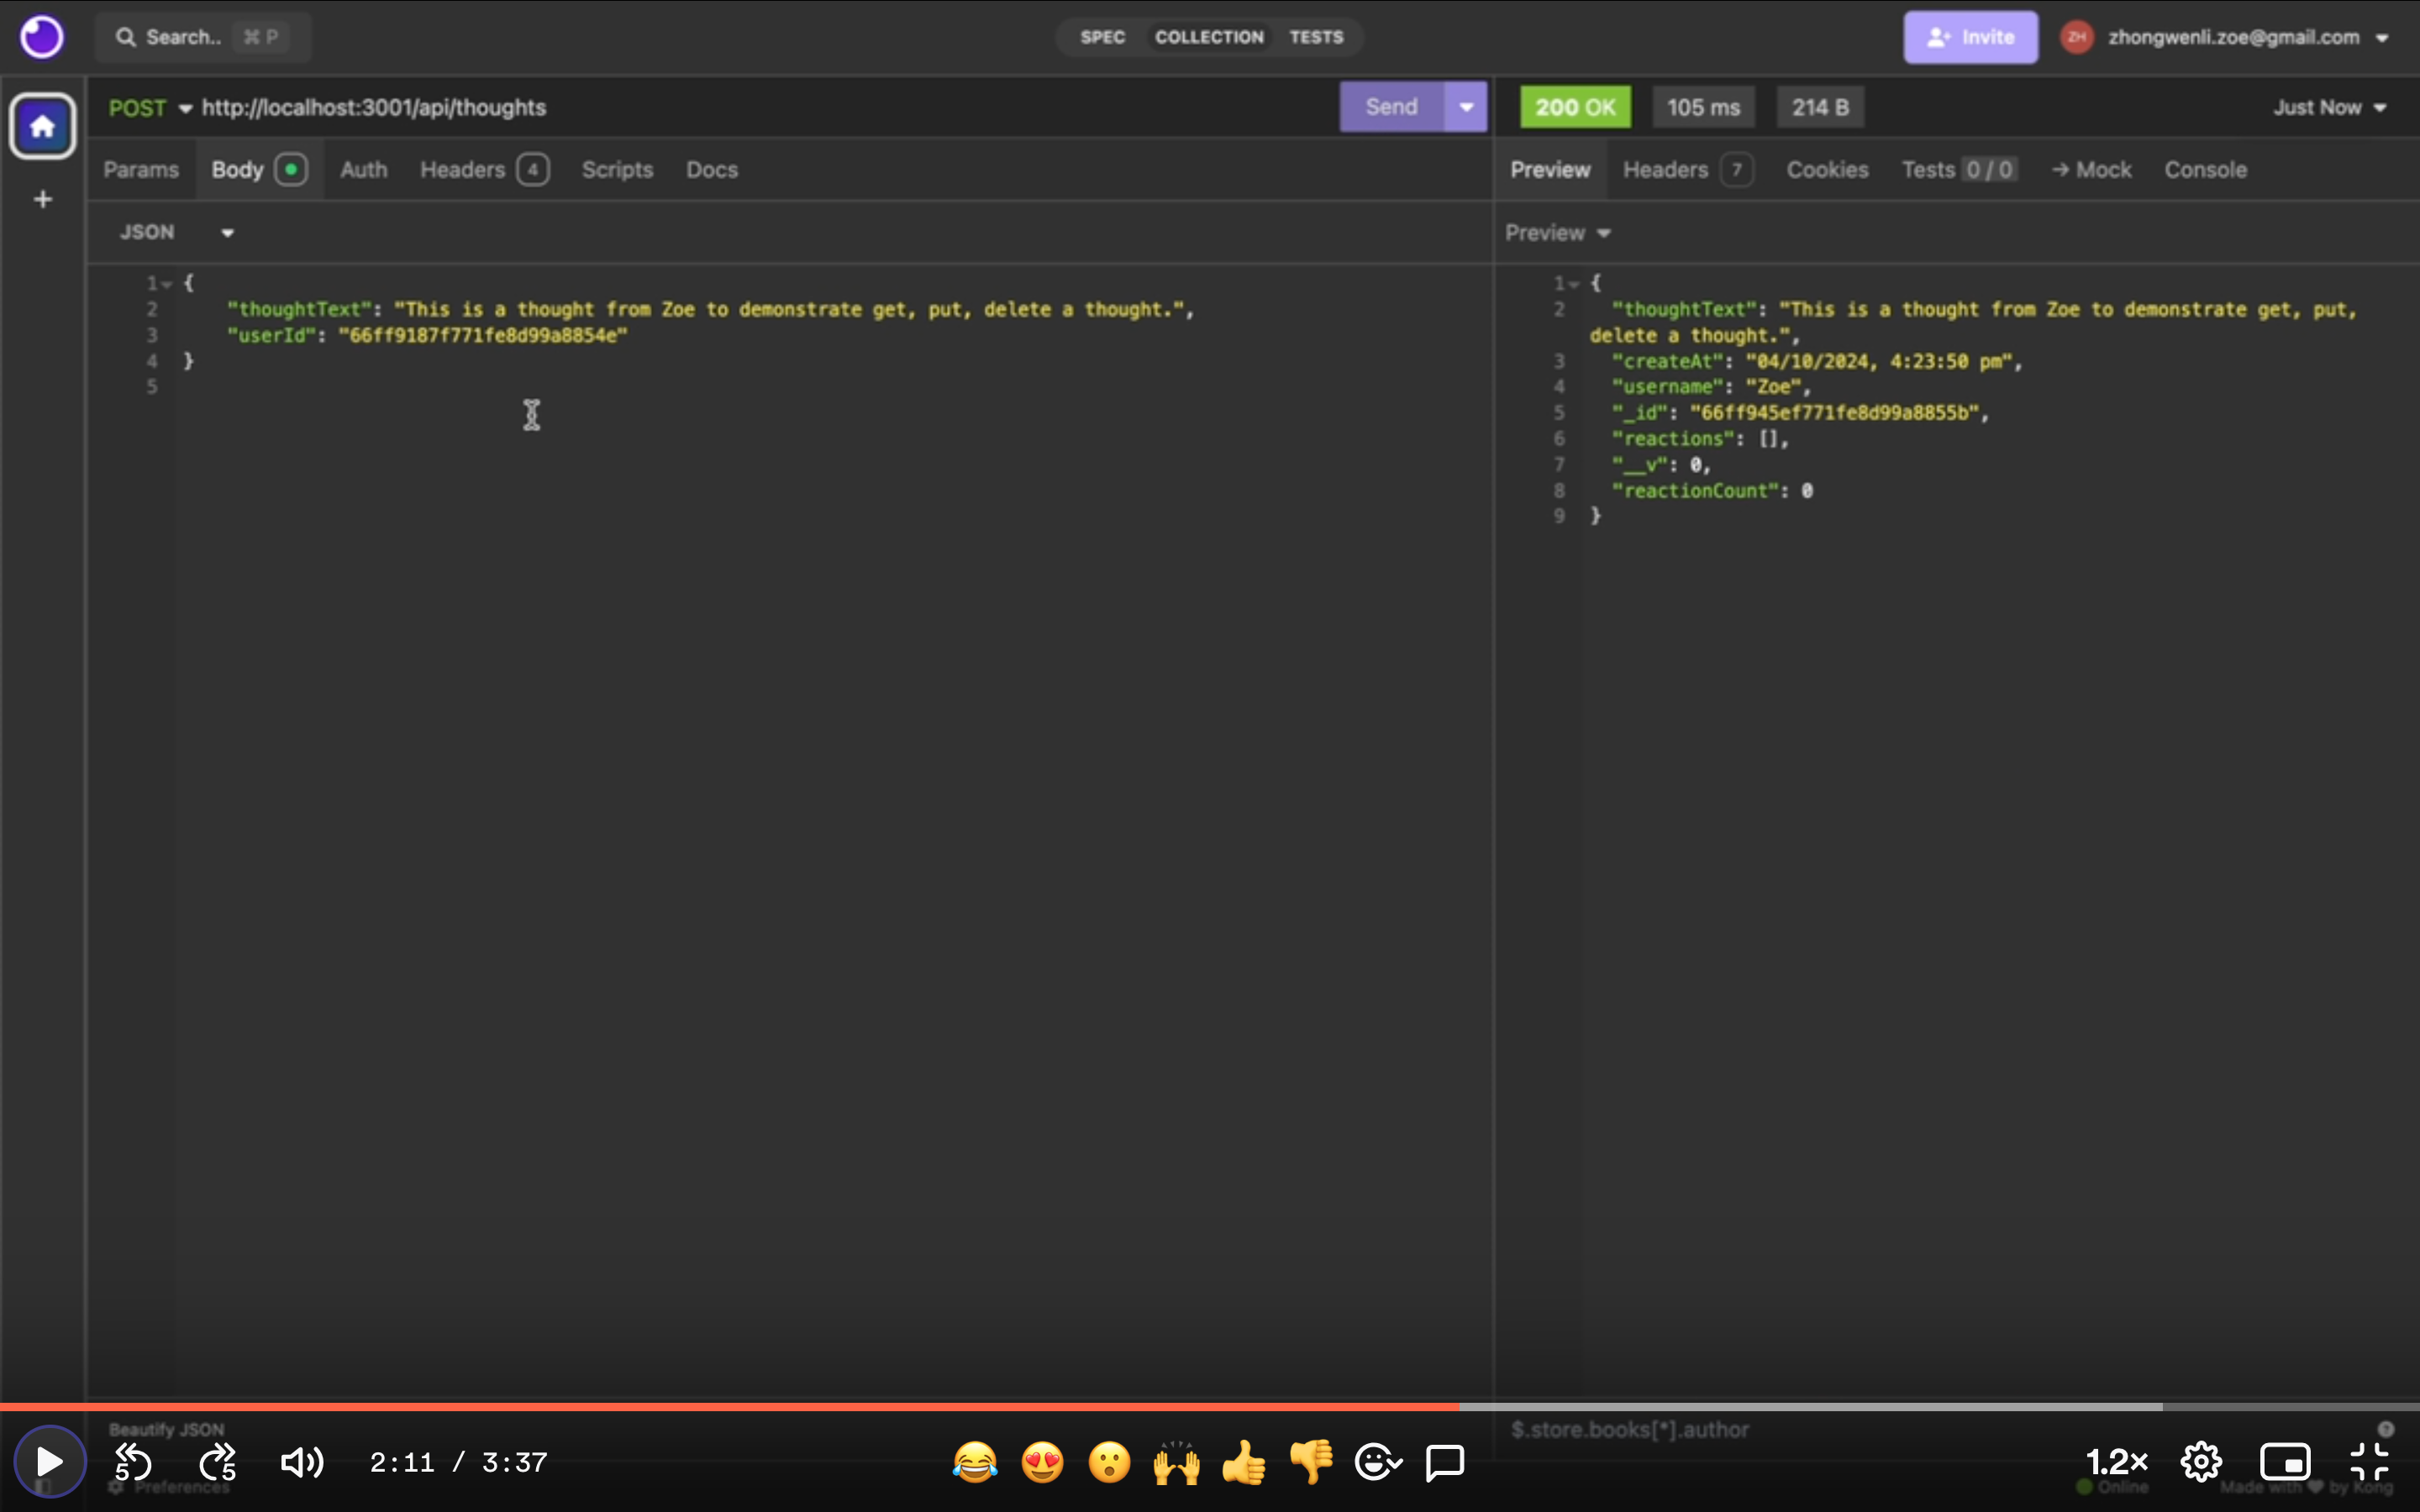 Search.. ⌘ P
SPEC COLLECTION TESTS
Invite
ZH zhongwenli.zoe@gmail.com
POST http://localhost:3001/api/thoughts
Send
200 OK 105 ms 214 B
Just Now
Params Body Auth Headers 4 Scripts Docs
Preview Headers 7 Cookies Tests 0 / 0 → Mock Console
JSON
Preview
1 {
2 "thoughtText": "This is a thought from Zoe to demonstrate get, put, delete a thought.",
3 "userId": "66ff9187f771fe8d99a8854e"
4 }
5
1 {
2 "thoughtText": "This is a thought from Zoe to demonstrate get, put,
delete a thought.",
3 "createAt": "04/10/2024, 4:23:50 pm",
4 "username": "Zoe",
5 "_id": "66ff945ef771fe8d99a8855b",
6 "reactions": [],
7 "__v": 0,
8 "reactionCount": 0
9 }
Beautify JSON
$.store.books[*].author
5 5 2:11 / 3:37
1.2×
Preferences
Online
Made with ❤ by Kong